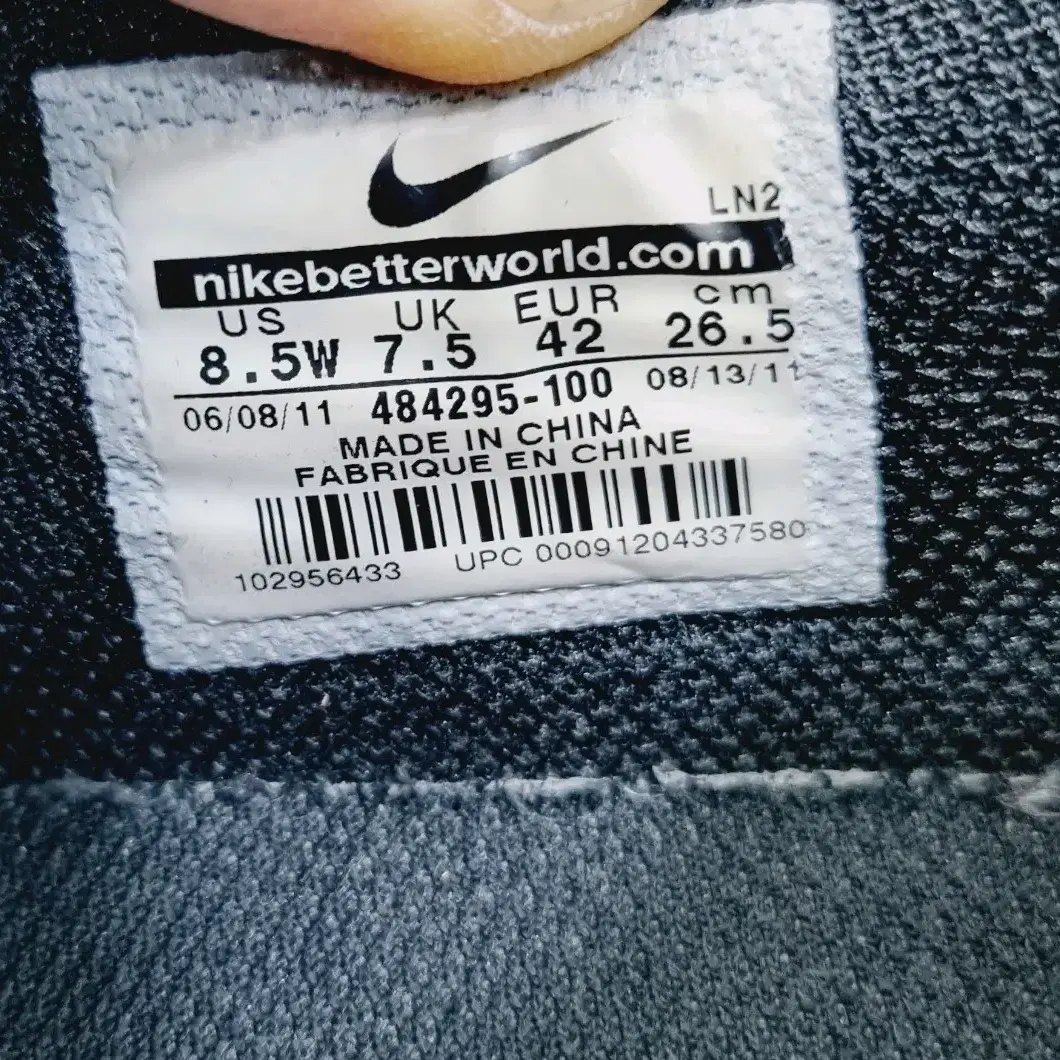 LN2
nikebetterworld.com
US UK EUR cm
8.5W 7.5 42 26.5
06/08/11 484295-100 08/13/11
MADE IN CHINA
FABRIQUE EN CHINE
102956433 UPC 00091204337580